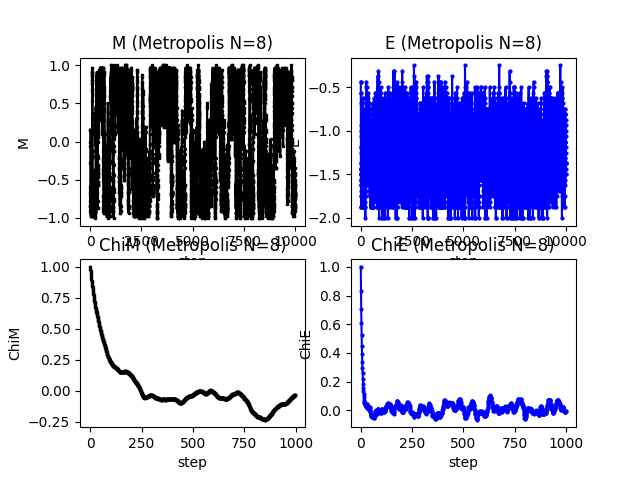 M (Metropolis N=8)
1.0
0.5
0.0
−0.5
−1.0
M
0 2500 5000 7500 10000
step
E (Metropolis N=8)
−0.5
−1.0
−1.5
−2.0
E
0 2500 5000 7500 10000
step
ChiM (Metropolis N=8)
1.00
0.75
0.50
0.25
0.00
−0.25
ChiM
0 250 500 750 1000
step
ChiE (Metropolis N=8)
1.0
0.8
0.6
0.4
0.2
0.0
ChiE
0 250 500 750 1000
step